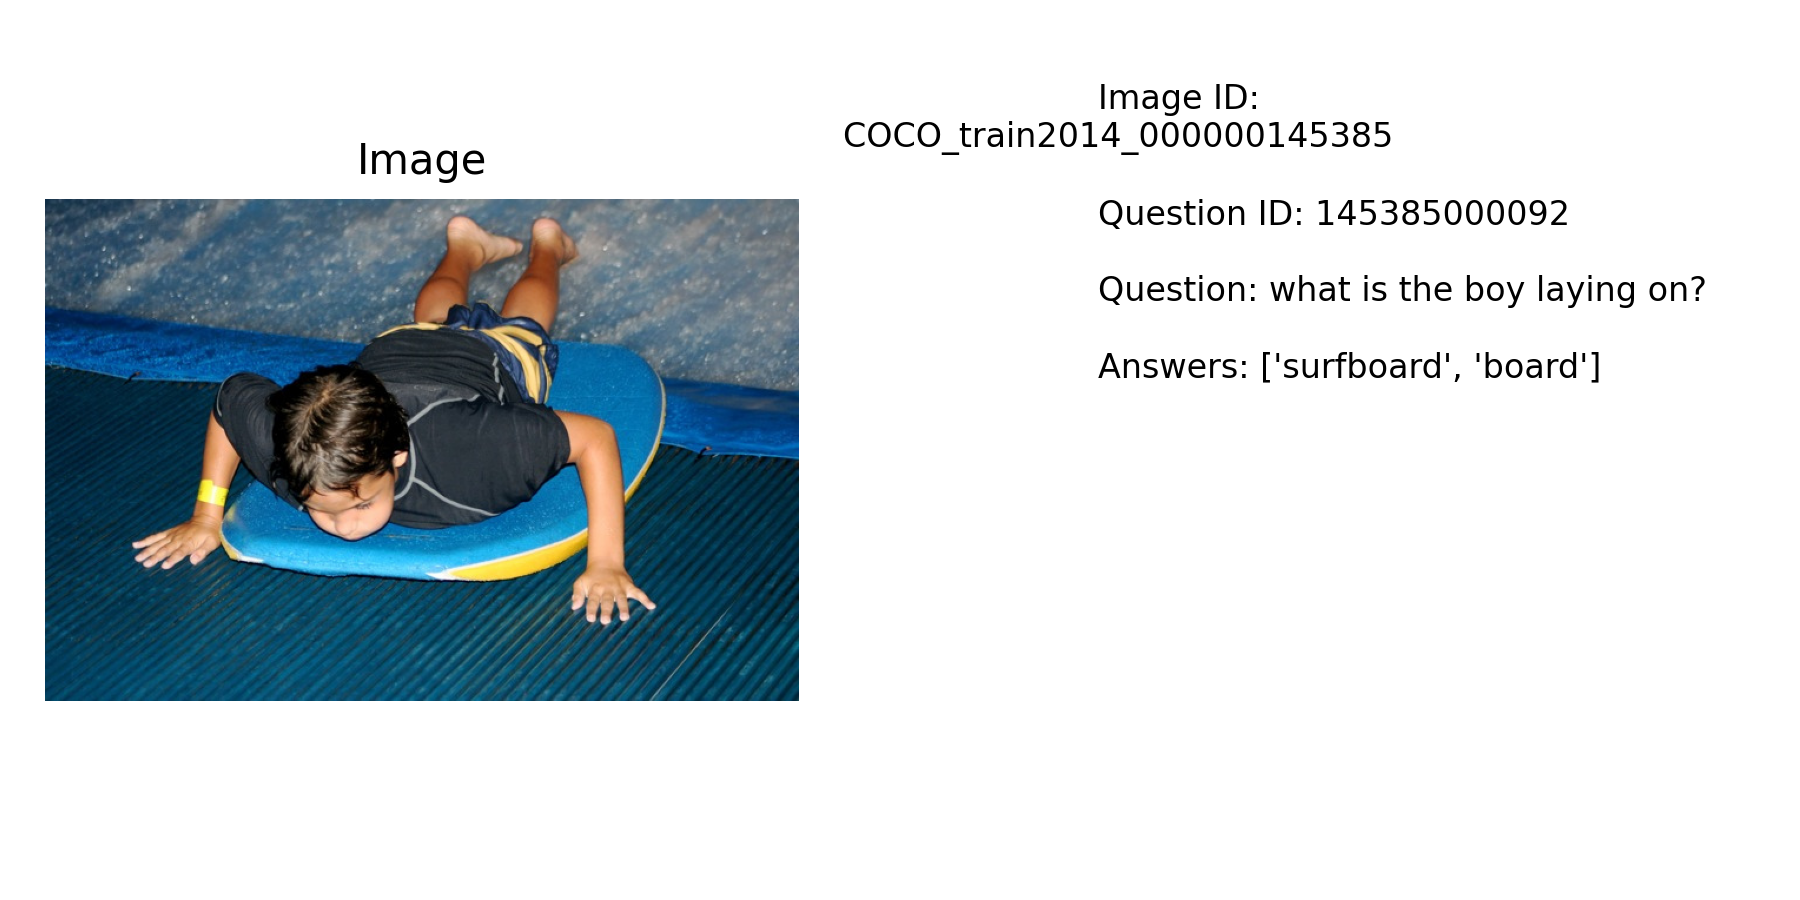 Image
Image ID:
COCO_train2014_000000145385
Question ID: 145385000092
Question: what is the boy laying on?
Answers: ['surfboard', 'board']